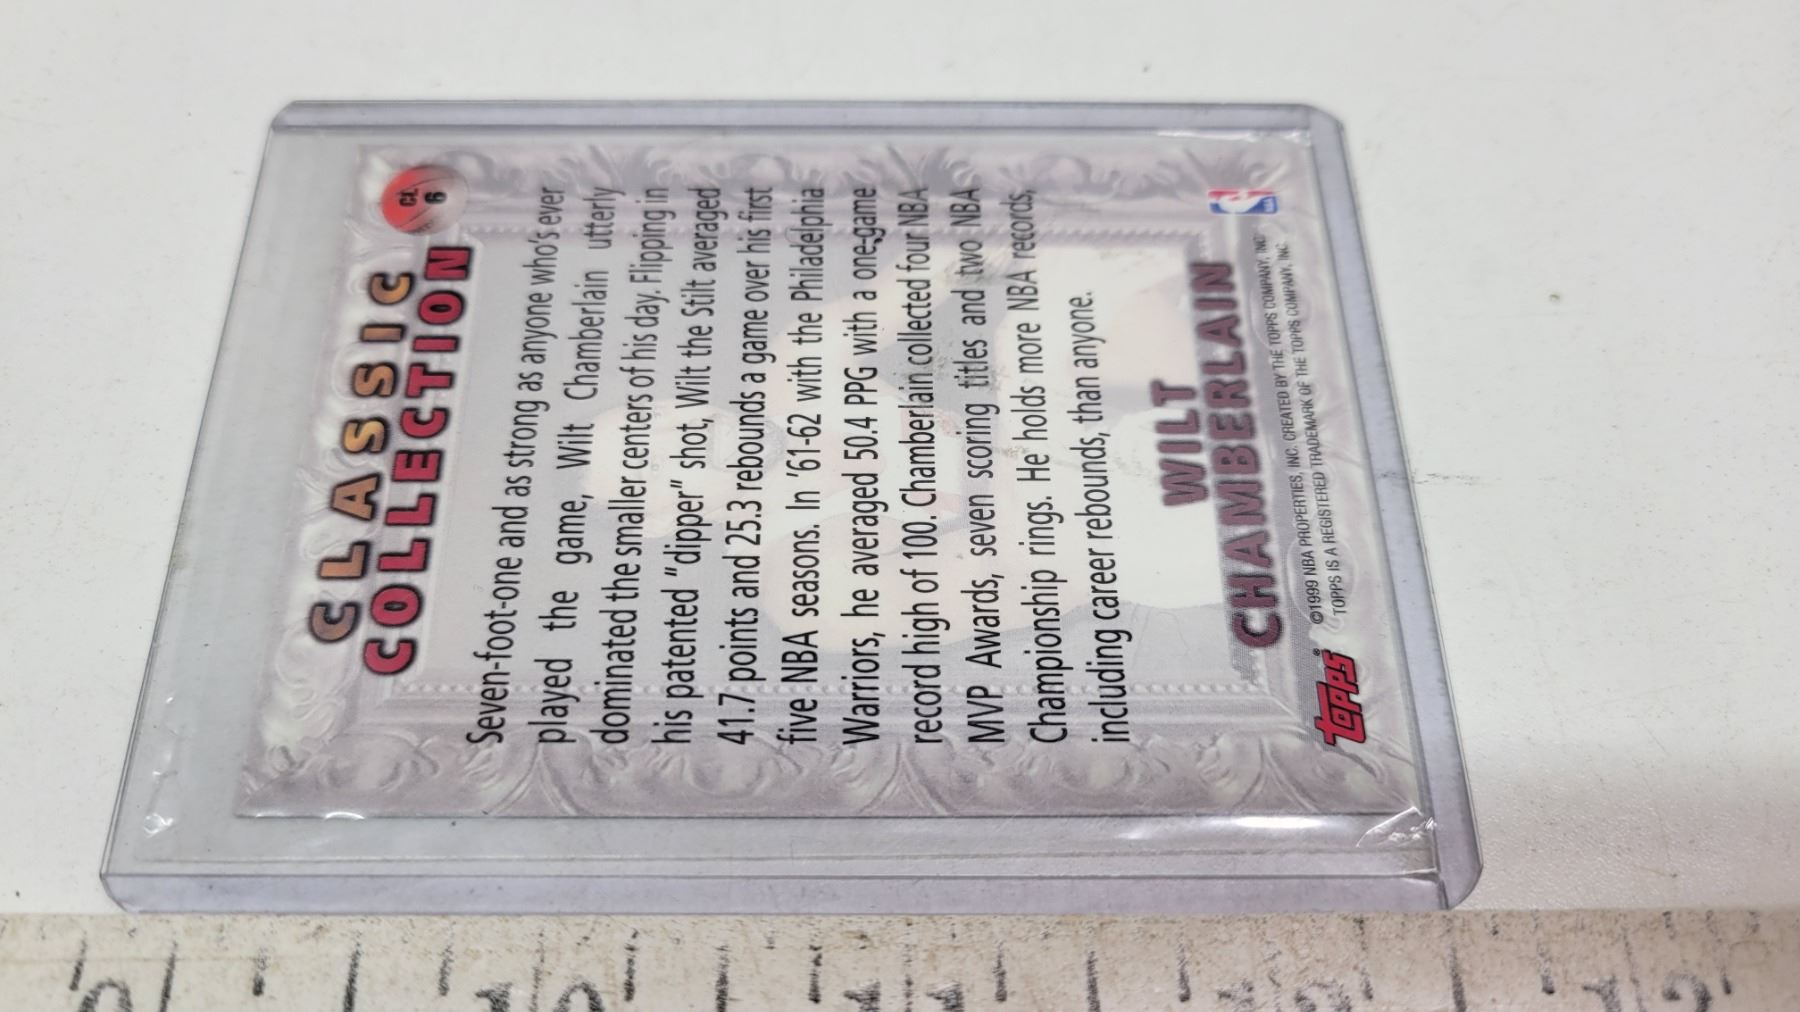 CLASSIC
COLLECTION
CL
6
Seven-foot-one and as strong as anyone who's ever
played the game, Wilt Chamberlain utterly
dominated the smaller centers of his day. Flipping in
his patented "dipper" shot, Wilt the Stilt averaged
41.7 points and 25.3 rebounds a game over his first
five NBA seasons. In '61-62 with the Philadelphia
Warriors, he averaged 50.4 PPG with a one-game
record high of 100. Chamberlain collected four NBA
MVP Awards, seven scoring titles and two NBA
Championship rings. He holds more NBA records,
including career rebounds, than anyone.
WILT
CHAMBERLAIN
Topps®
©1999 NBA PROPERTIES, INC. CREATED BY THE TOPPS COMPANY, INC.
TOPPS IS A REGISTERED TRADEMARK OF THE TOPPS COMPANY, INC.